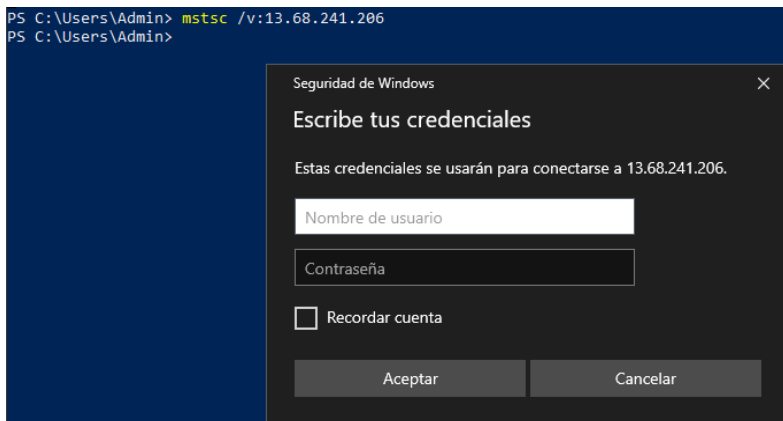 PS C:\Users\Admin> mstsc /v:13.68.241.206
PS C:\Users\Admin>
Seguridad de Windows
Escribe tus credenciales
Estas credenciales se usarán para conectarse a 13.68.241.206.
Nombre de usuario
Contraseña
Recordar cuenta
Aceptar Cancelar